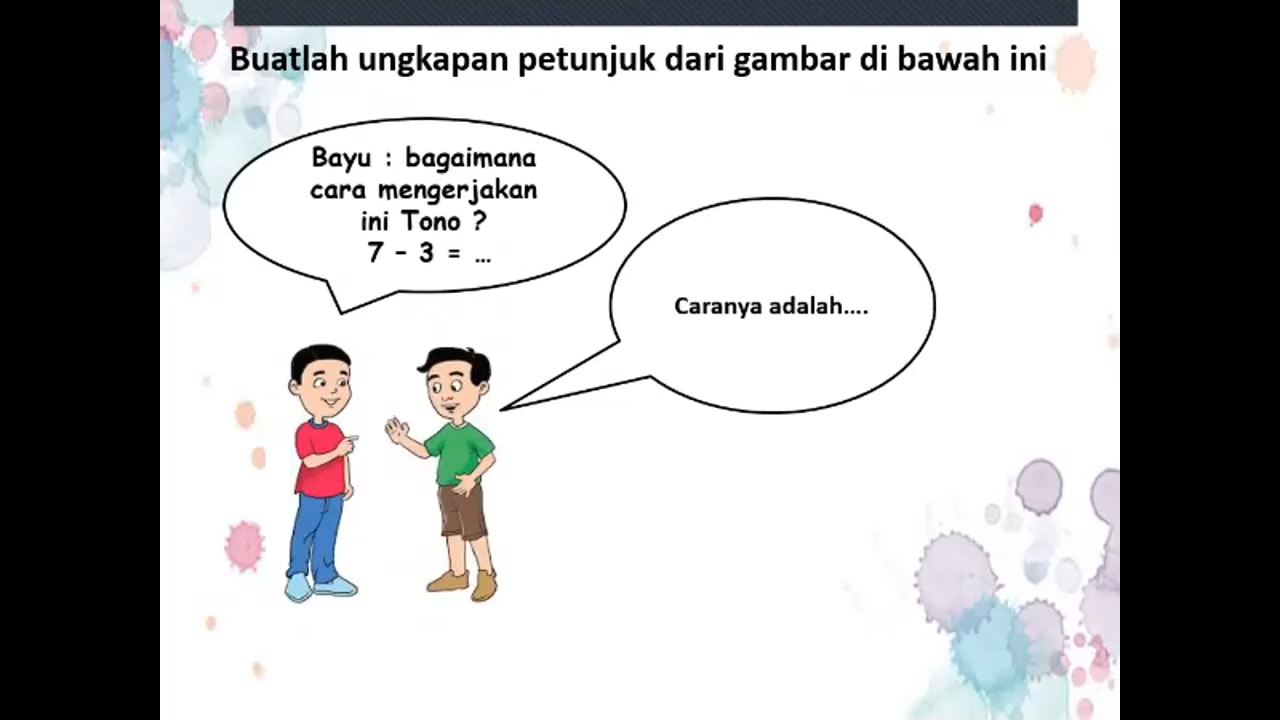 Buatlah ungkapan petunjuk dari gambar di bawah ini
Bayu : bagaimana
cara mengerjakan
ini Tono ?
7 – 3 = ...
Caranya adalah....